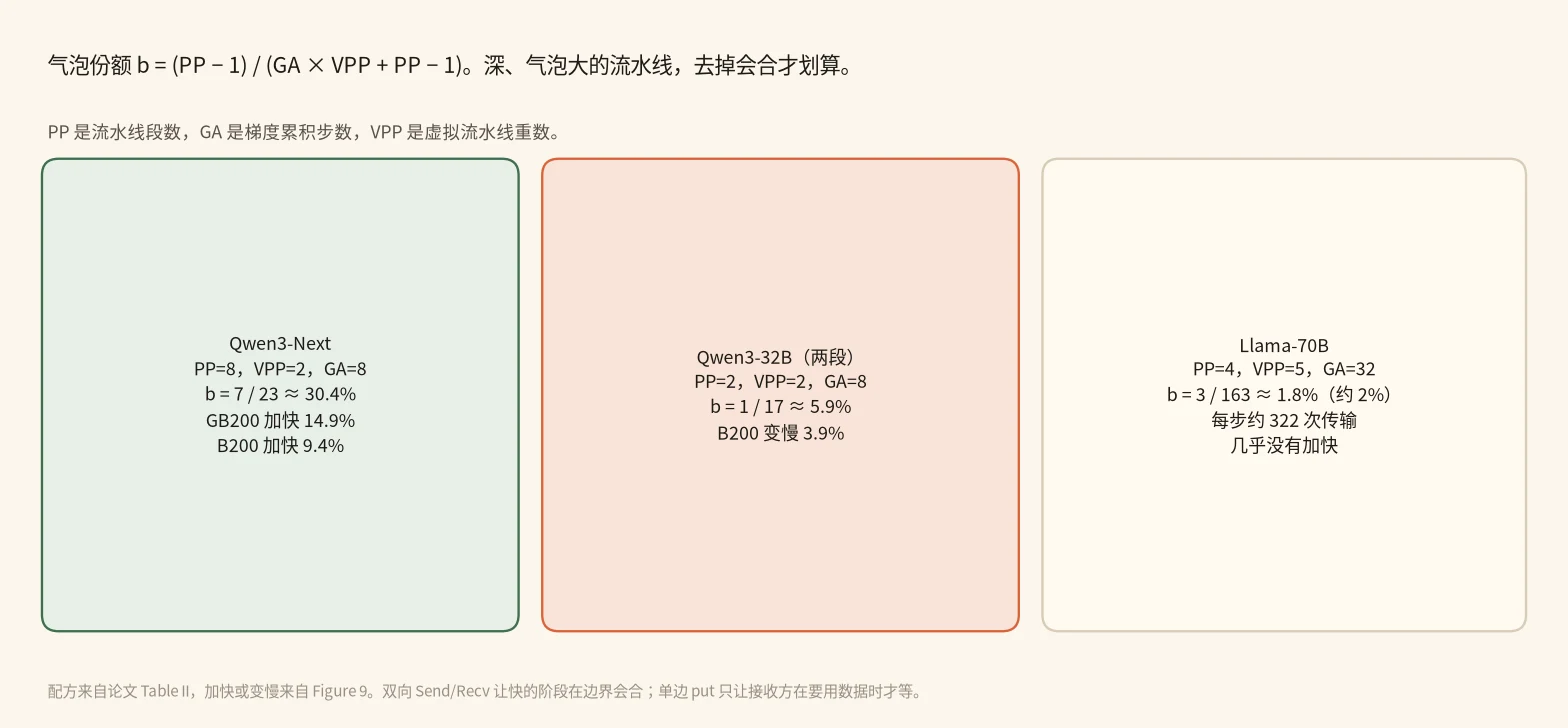 气泡份额 b = (PP − 1) / (GA × VPP + PP − 1)。深、气泡大的流水线，去掉会合才划算。
PP 是流水线段数，GA 是梯度累积步数，VPP 是虚拟流水线重数。
Qwen3-Next
PP=8，VPP=2，GA=8
b = 7 / 23 ≈ 30.4%
GB200 加快 14.9%
B200 加快 9.4%
Qwen3-32B（两段）
PP=2，VPP=2，GA=8
b = 1 / 17 ≈ 5.9%
B200 变慢 3.9%
Llama-70B
PP=4，VPP=5，GA=32
b = 3 / 163 ≈ 1.8%（约 2%）
每步约 322 次传输
几乎没有加快
配方来自论文 Table II，加快或变慢来自 Figure 9。双向 Send/Recv 让快的阶段在边界会合；单边 put 只让接收方在要用数据时才等。